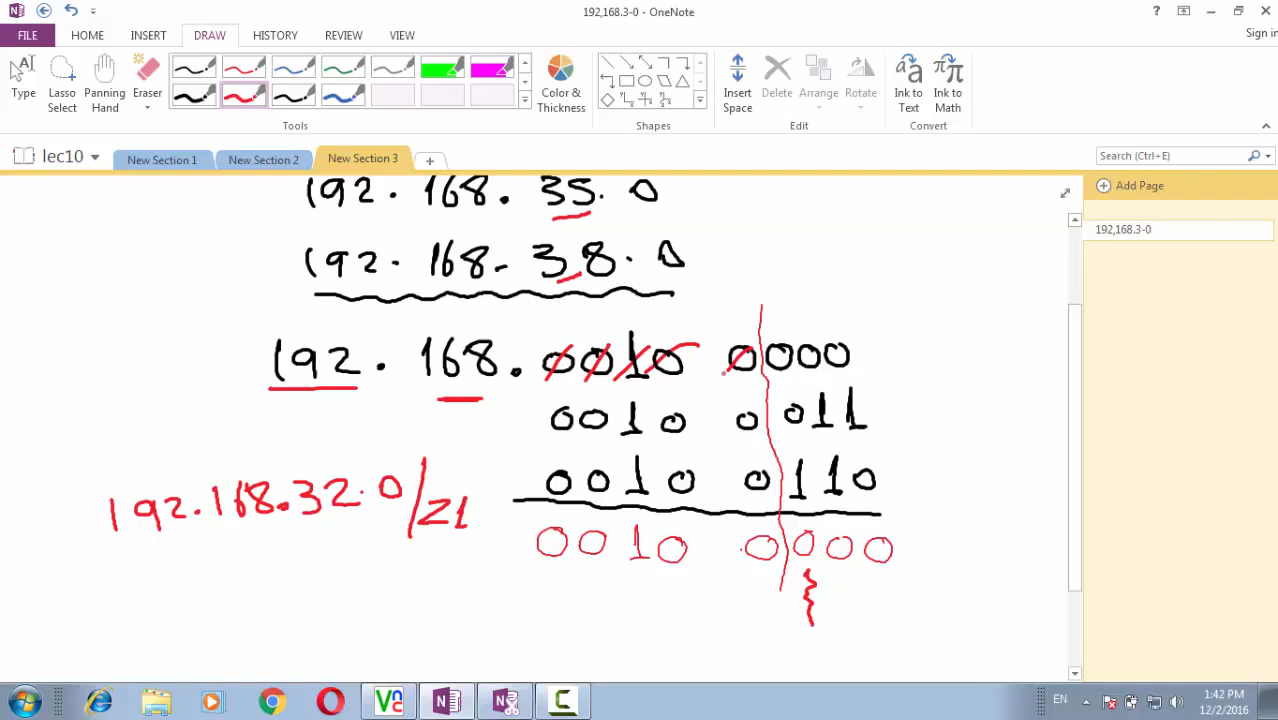 192,168.3-0 - OneNote
Sign in
FILE HOME INSERT DRAW HISTORY REVIEW VIEW
Type Lasso Select Panning Hand Eraser Color & Thickness Insert Space Delete Arrange Rotate Ink to Text Ink to Math
Tools Shapes Edit Convert
lec10 New Section 1 New Section 2 New Section 3
Search (Ctrl+E)
Add Page
192,168.3-0
192.168.35.0
192.168.38.0
192.168.0010 0000
0010 0011
0010 0110
192.168.32.0/21
0010 0000
EN
1:42 PM
12/2/2016